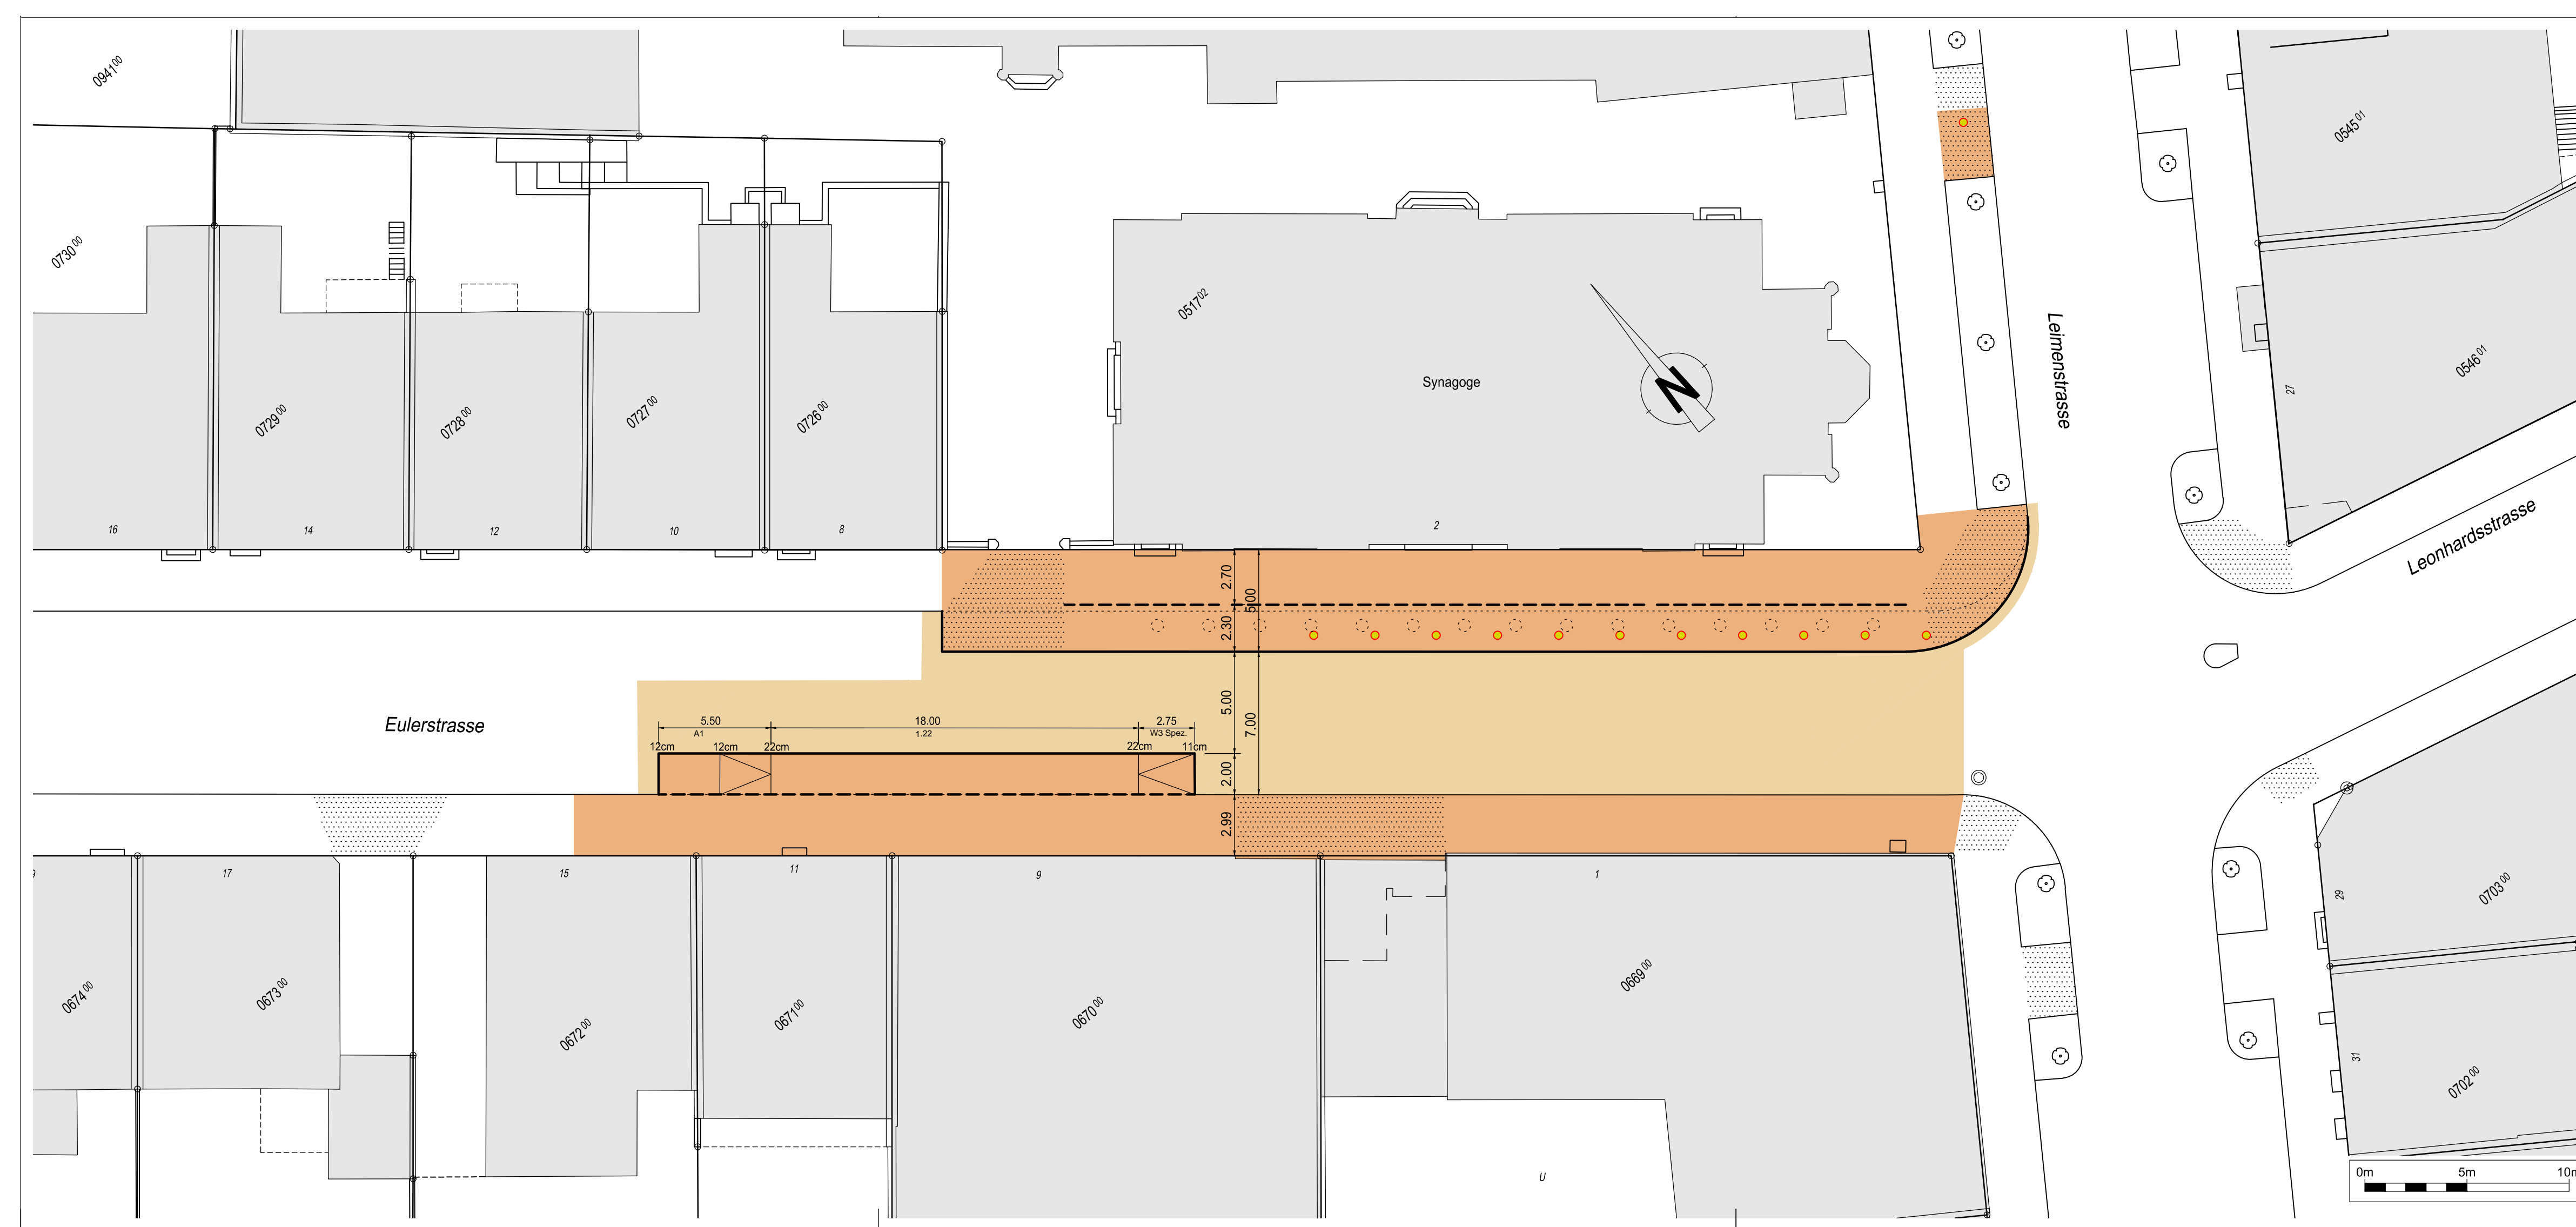 0941 00
0545 01
0730 00
0517 02
Leimenstrasse
0546 01
27
Synagoge
N
0729 00
0728 00
0727 00
0726 00
16
14
12
10
8
2
Leonhardsstrasse
2.70
5.00
2.30
Eulerstrasse
5.50
18.00
2.75
A1
1.22
W3 Spez.
12cm
12cm
22cm
22cm
11cm
5.00
7.00
2.00
2.99
9
17
15
11
9
1
29
0703 00
0674 00
0673 00
0672 00
0671 00
0670 00
0669 00
31
0702 00
U
0m
5m
10m